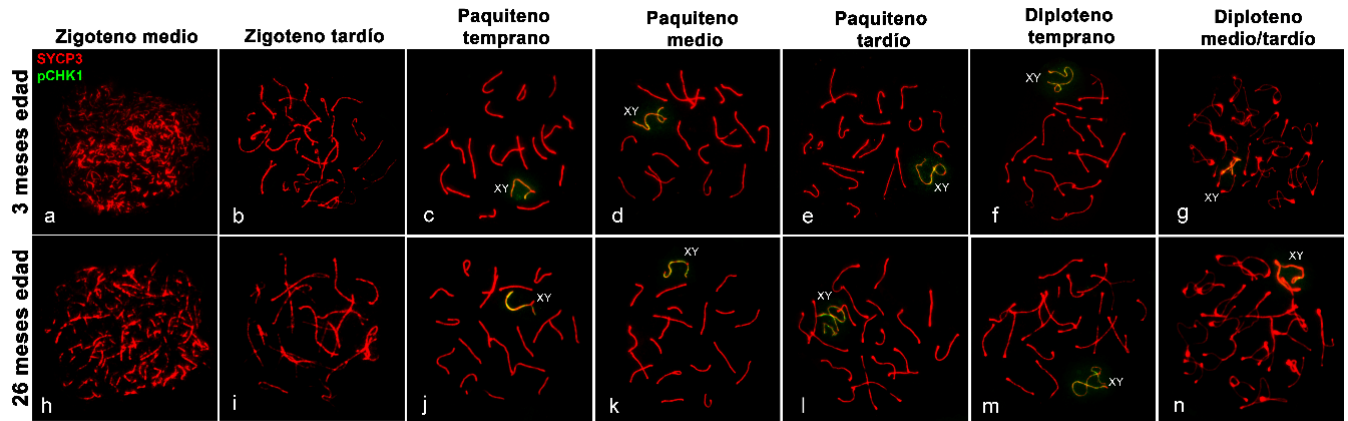 Zigoteno medio
Zigoteno tardío
Paquiteno
temprano
Paquiteno
medio
Paquiteno
tardío
Diploteno
temprano
Diploteno
medio/tardío
3 meses edad
SYCP3
pCHK1
a
b
XY
c
XY
d
XY
e
XY
f
XY
g
26 meses edad
h
i
XY
j
XY
k
XY
l
XY
m
XY
n